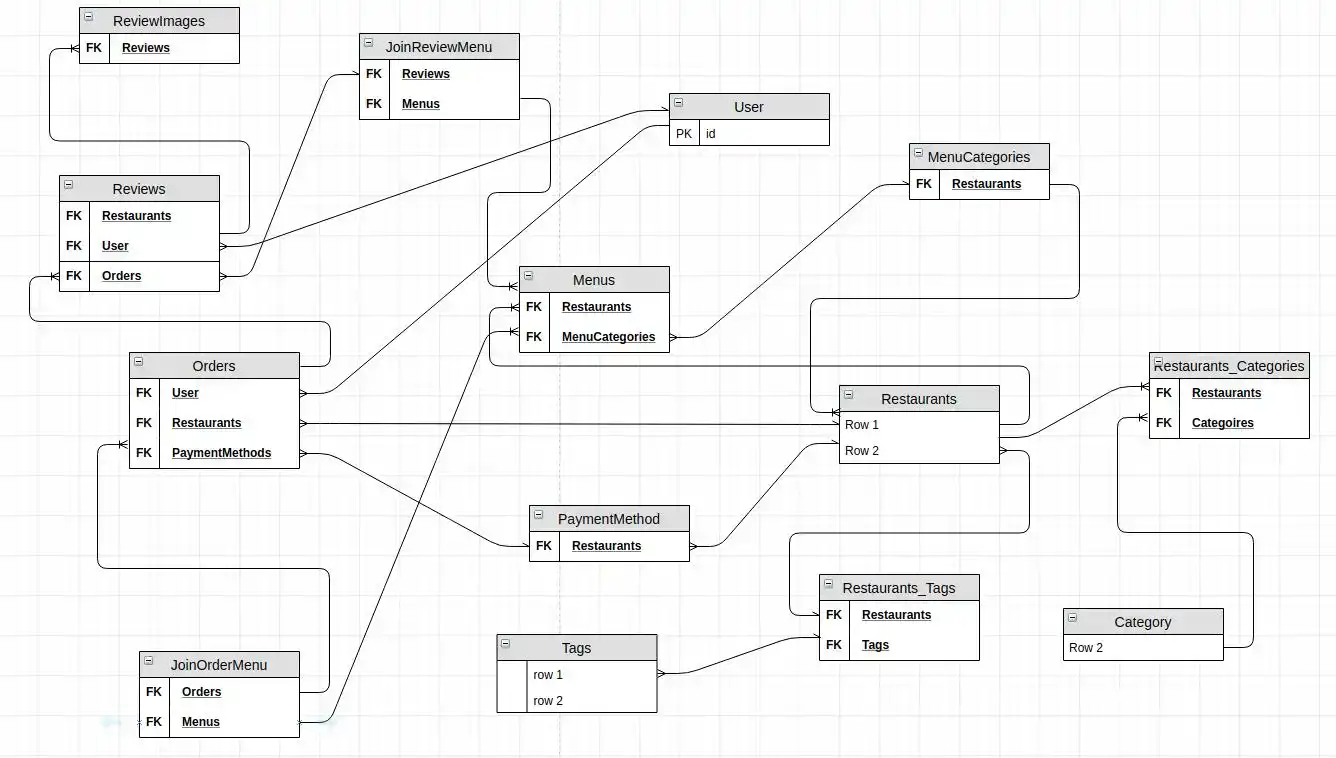 ReviewImages
FK Reviews
JoinReviewMenu
FK Reviews
FK Menus
User
PK id
MenuCategories
FK Restaurants
Reviews
FK Restaurants
FK User
FK Orders
Menus
FK Restaurants
FK MenuCategories
Orders
FK User
FK Restaurants
FK PaymentMethods
Restaurants
Row 1
Row 2
Restaurants_Categories
FK Restaurants
FK Categoires
PaymentMethod
FK Restaurants
Restaurants_Tags
FK Restaurants
FK Tags
Category
Row 2
Tags
row 1
row 2
JoinOrderMenu
FK Orders
FK Menus